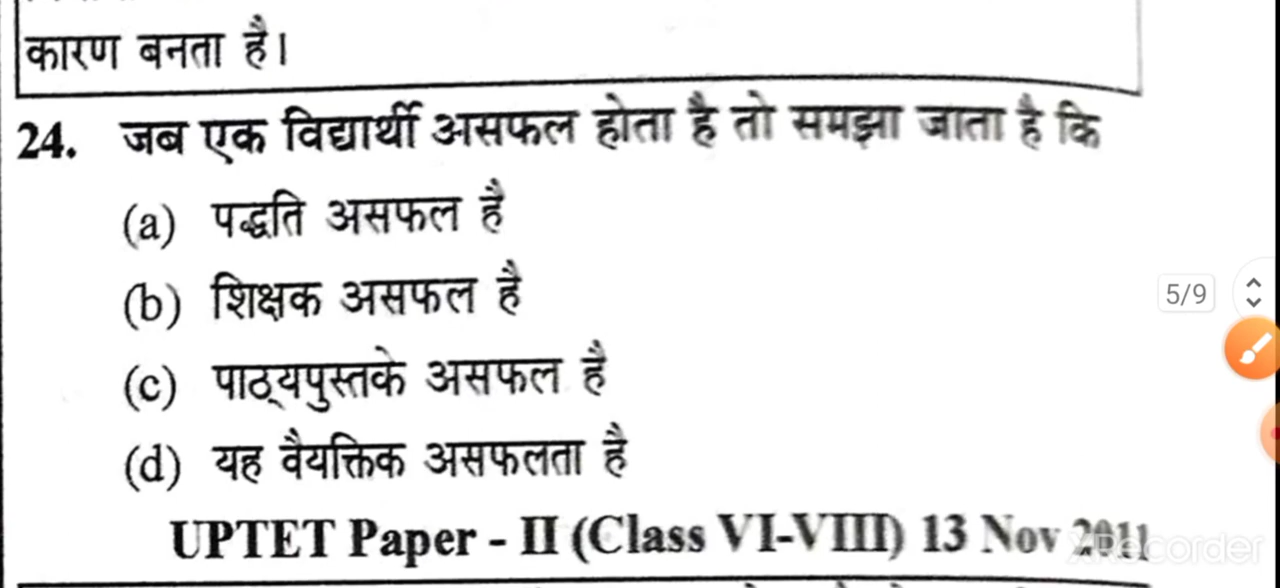 कारण बनता है।
24. जब एक विद्यार्थी असफल होता है तो समझा जाता है कि
(a) पद्धति असफल है
(b) शिक्षक असफल है
5/9
(c) पाठ्यपुस्तके असफल है
(d) यह वैयक्तिक असफलता है
UPTET Paper - II (Class VI-VIII) 13 Nov 2011
XRecorder